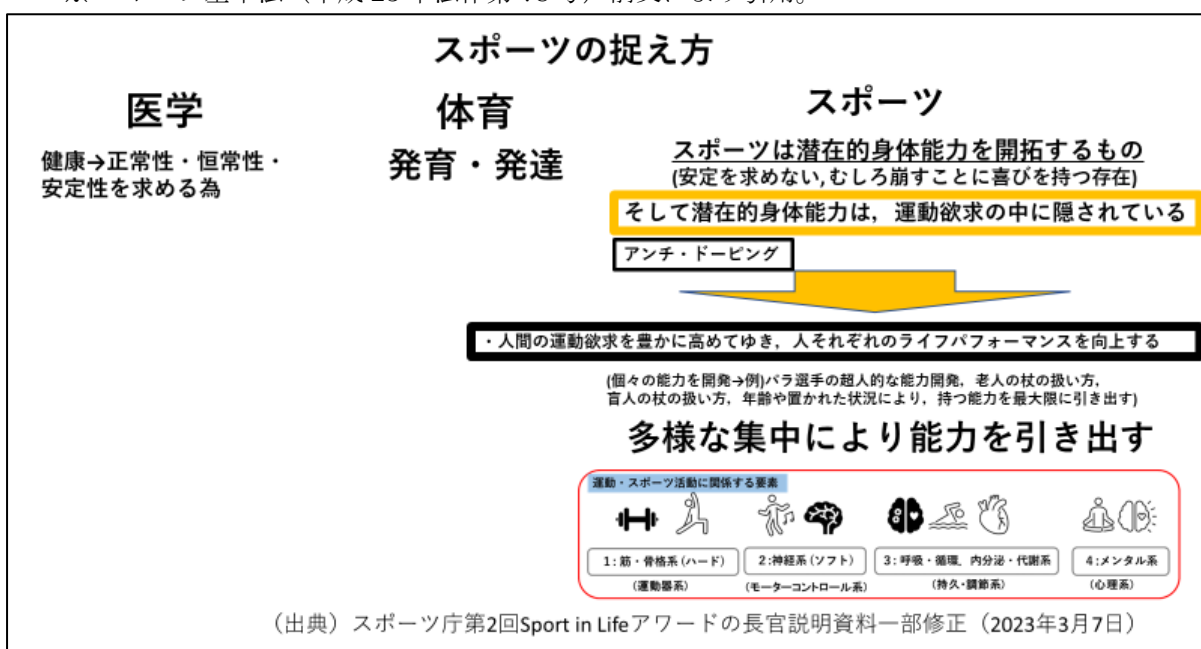 スポーツの捉え方
医学
健康→正常性・恒常性・
安定性を求める為
体育
発育・発達
スポーツ
スポーツは潜在的身体能力を開拓するもの
(安定を求めない,むしろ崩すことに喜びを持つ存在)
そして潜在的身体能力は，運動欲求の中に隠されている
アンチ・ドーピング
・人間の運動欲求を豊かに高めてゆき，人それぞれのライフパフォーマンスを向上する
(個々の能力を開発→例)パラ選手の超人的な能力開発，老人の杖の扱い方，
盲人の杖の扱い方，年齢や置かれた状況により，持つ能力を最大限に引き出す)
多様な集中により能力を引き出す
運動・スポーツ活動に関係する要素
1:筋・骨格系(ハード)
(運動器系)
2:神経系(ソフト)
(モーターコントロール系)
3:呼吸・循環，内分泌・代謝系
(持久・調節系)
4:メンタル系
(心理系)
（出典）スポーツ庁第2回Sport in Lifeアワードの長官説明資料一部修正（2023年3月7日）